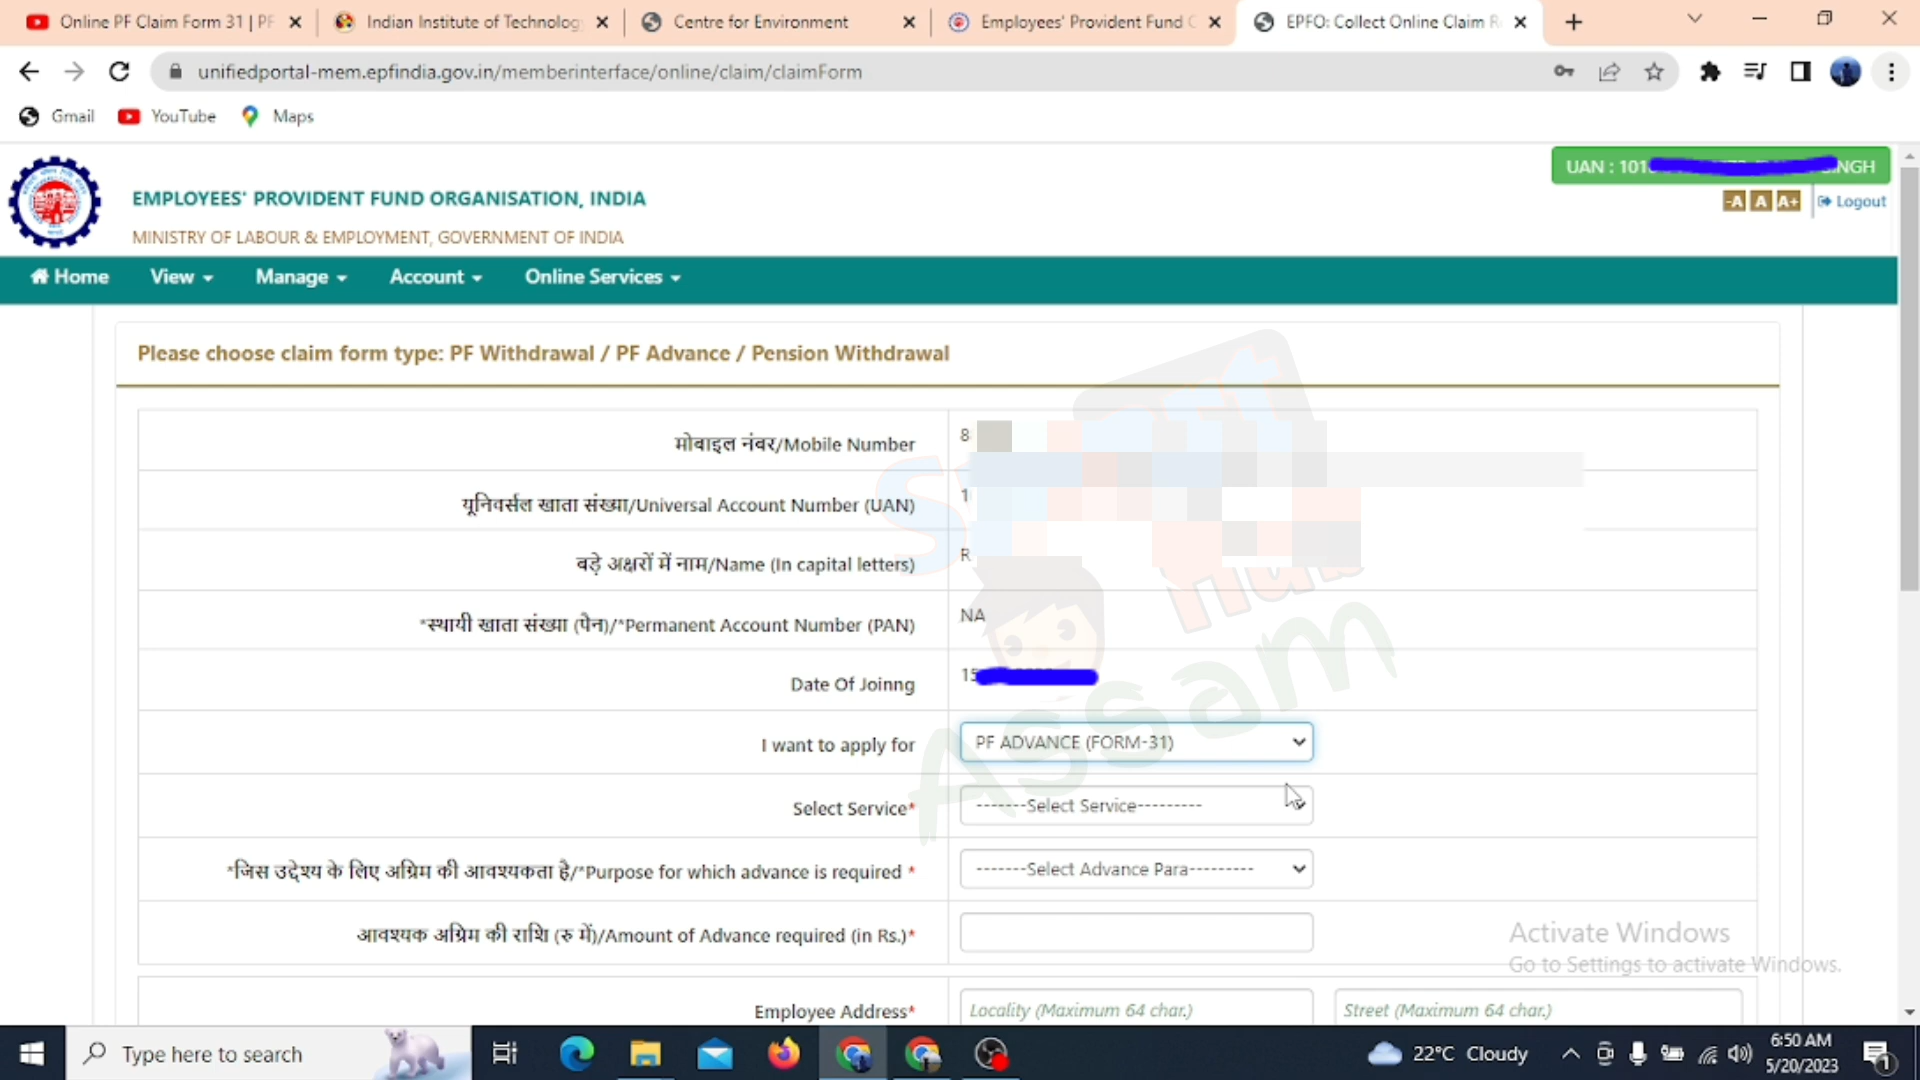 Online PF Claim Form 31 | PF
Indian Institute of Technolog
Centre for Environment
Employees' Provident Fund C
EPFO: Collect Online Claim R
unifiedportal-mem.epfindia.gov.in/memberinterface/online/claim/claimForm
Gmail
YouTube
Maps
UAN : 101
NGH
EMPLOYEES' PROVIDENT FUND ORGANISATION, INDIA
MINISTRY OF LABOUR & EMPLOYMENT, GOVERNMENT OF INDIA
-A A A+ Logout
Home View Manage Account Online Services
Please choose claim form type: PF Withdrawal / PF Advance / Pension Withdrawal
मोबाइल नंबर/Mobile Number 8
यूनिवर्सल खाता संख्या/Universal Account Number (UAN) 1
बड़े अक्षरों में नाम/Name (In capital letters) R
*स्थायी खाता संख्या (पैन)/*Permanent Account Number (PAN) NA
Date Of Joinng 15
I want to apply for PF ADVANCE (FORM-31)
Select Service* -------Select Service---------
*जिस उद्देश्य के लिए अग्रिम की आवश्यकता है/*Purpose for which advance is required * -------Select Advance Para---------
आवश्यक अग्रिम की राशि (रु में)/Amount of Advance required (in Rs.)*
Employee Address* Locality (Maximum 64 char.) Street (Maximum 64 char.)
hub
Assam
Activate Windows
Go to Settings to activate Windows.
Type here to search
22°C Cloudy
6:50 AM
5/20/2023
1